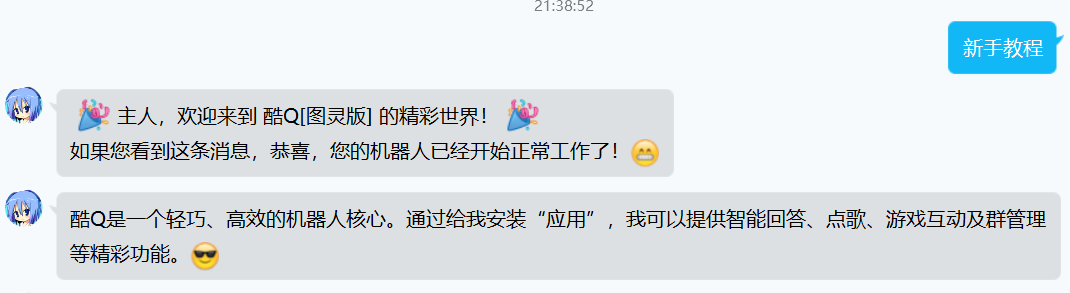 21:38:52
新手教程
🎉 主人，欢迎来到 酷Q[图灵版] 的精彩世界！ 🎉
如果您看到这条消息，恭喜，您的机器人已经开始正常工作了！😁
酷Q是一个轻巧、高效的机器人核心。通过给我安装“应用”，我可以提供智能回答、点歌、游戏互动及群管理
等精彩功能。😎